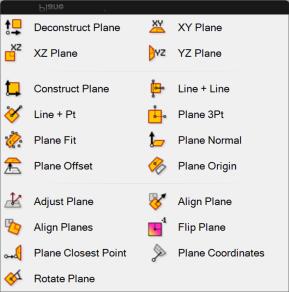 Plane
Deconstruct Plane XY Plane
XZ Plane YZ Plane
Construct Plane Line + Line
Line + Pt Plane 3Pt
Plane Fit Plane Normal
Plane Offset Plane Origin
Adjust Plane Align Plane
Align Planes Flip Plane
Plane Closest Point Plane Coordinates
Rotate Plane